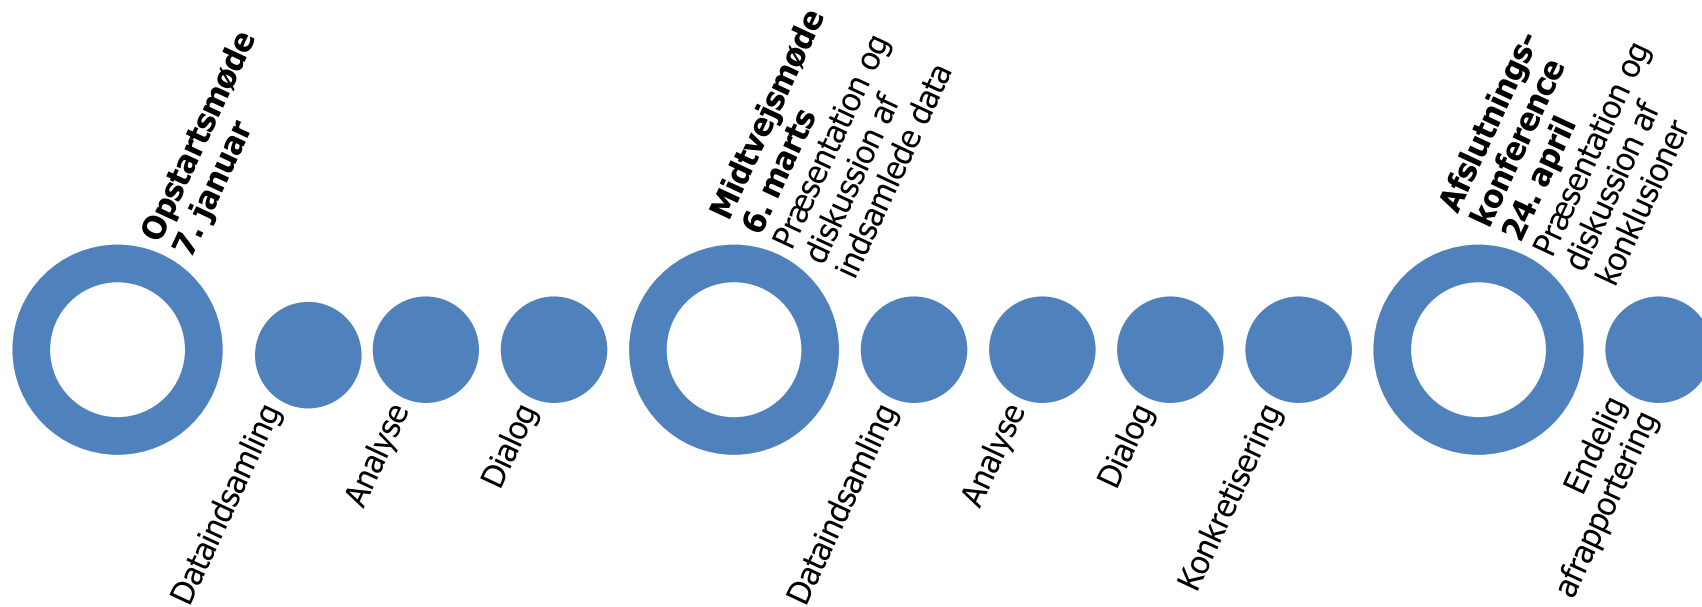 Opstartsmøde
7. januar
Dataindsamling
Analyse
Dialog
Midtvejsmøde
6. marts
Præsentation og
diskussion af
indsamlede data
Dataindsamling
Analyse
Dialog
Konkretisering
Afslutnings-
konference
24. april
Præsentation og
diskussion af
konklusioner
Endelig
afrapportering